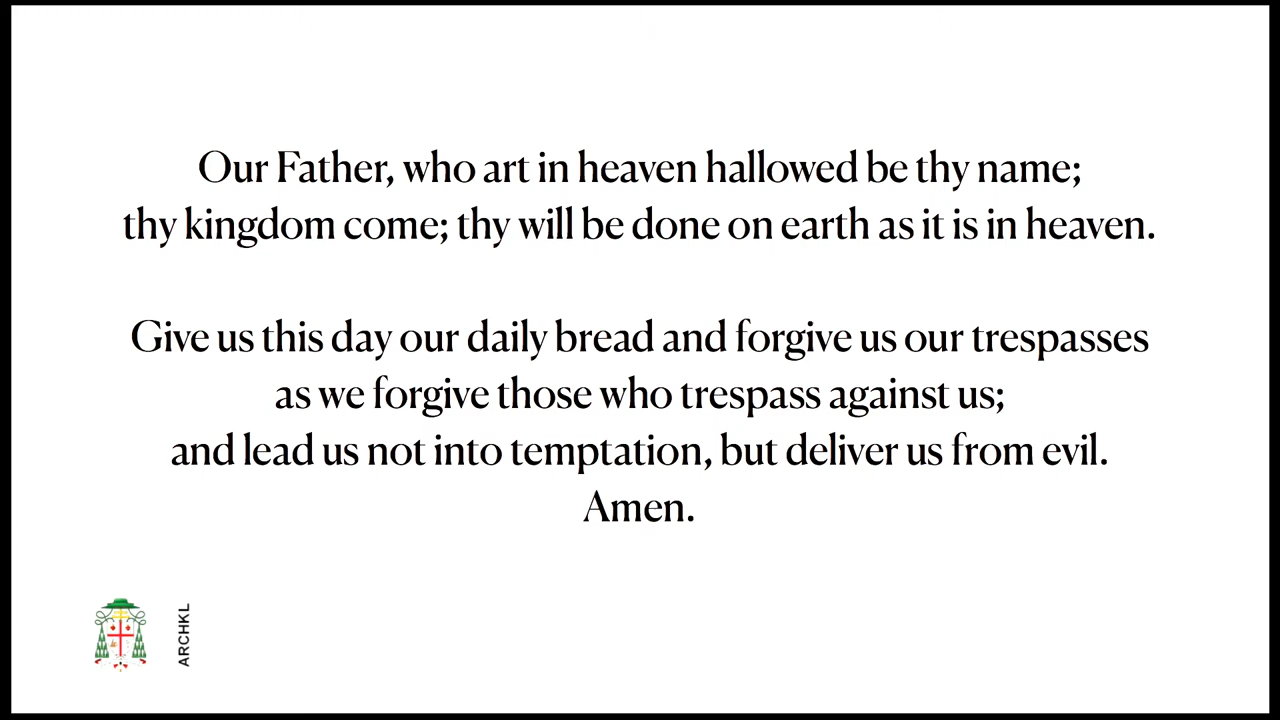 Our Father, who art in heaven hallowed be thy name;
thy kingdom come; thy will be done on earth as it is in heaven.
Give us this day our daily bread and forgive us our trespasses
as we forgive those who trespass against us;
and lead us not into temptation, but deliver us from evil.
Amen.
ARCHKL